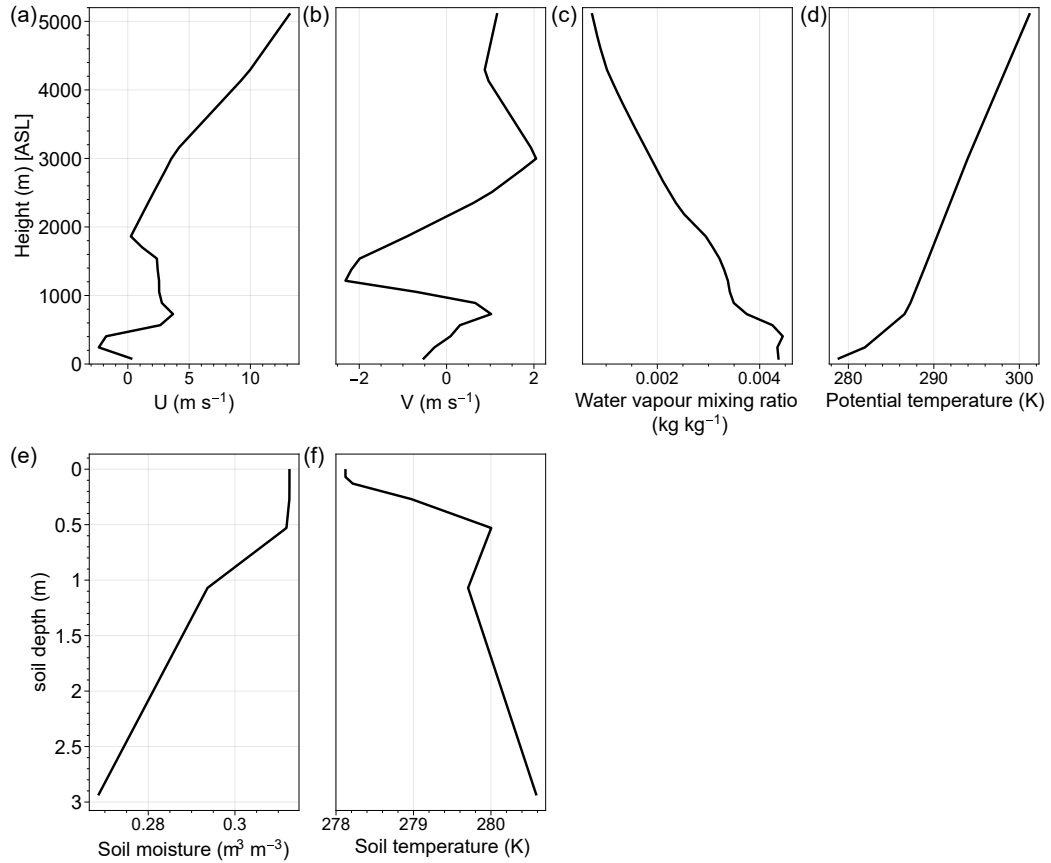 (a) (b) (c) (d)
5000
4000
3000
2000
1000
0
Height (m) [ASL]
0 5 10
U (m s⁻¹)
−2 0 2
V (m s⁻¹)
0.002 0.004
Water vapour mixing ratio
(kg kg⁻¹)
280 290 300
Potential temperature (K)
(e) (f)
0
0.5
1
1.5
2
2.5
3
soil depth (m)
0.28 0.3
Soil moisture (m³ m⁻³)
278 279 280
Soil temperature (K)